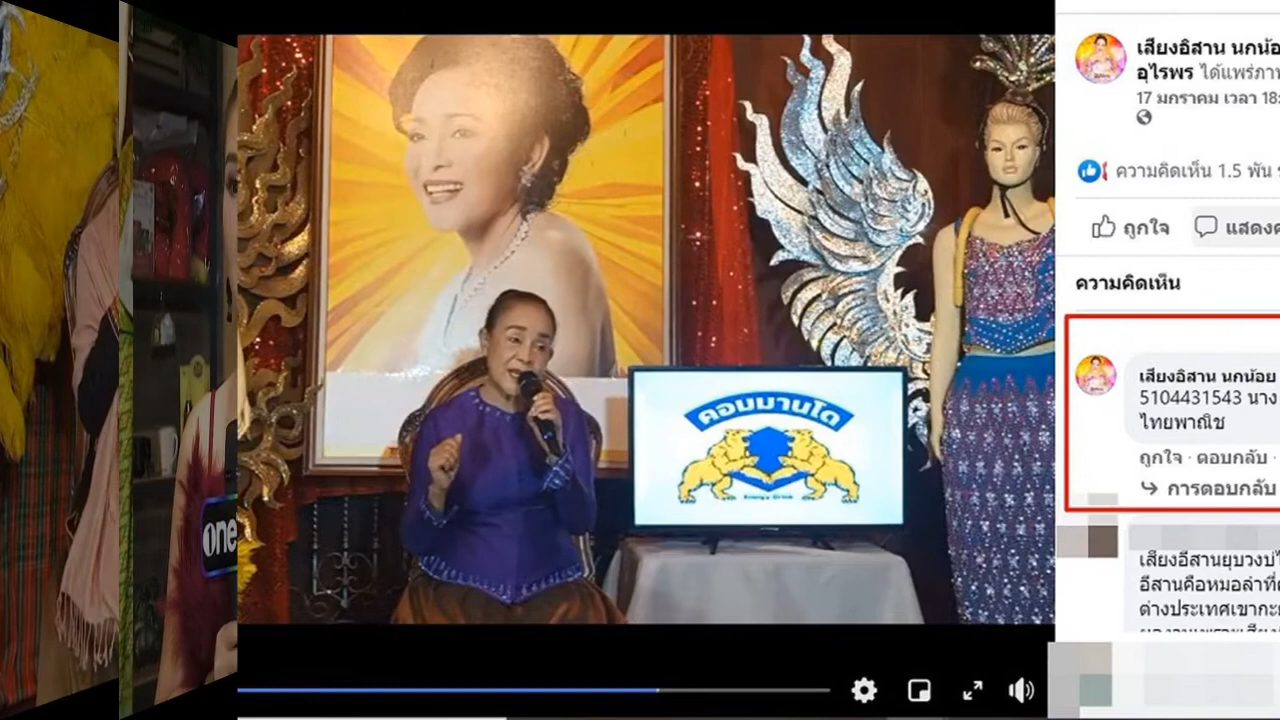 เสียงอิสาน นกน้อ
อุไรพร ได้แพร่ภา
17 มกราคม เวลา 18:
ความคิดเห็น 1.5 พัน
ถูกใจ
แสดงค
ความคิดเห็น
เสียงอิสาน นกน้อย
5104431543 นาง
ไทยพาณิช
ถูกใจ · ตอบกลับ ·
การตอบกลับ
เสียงอีสานยุบวงบ่ไ
อีสานคือหมอลำที่
ต่างประเทศเขากะ
คอมมานโด
Energy Drink
one